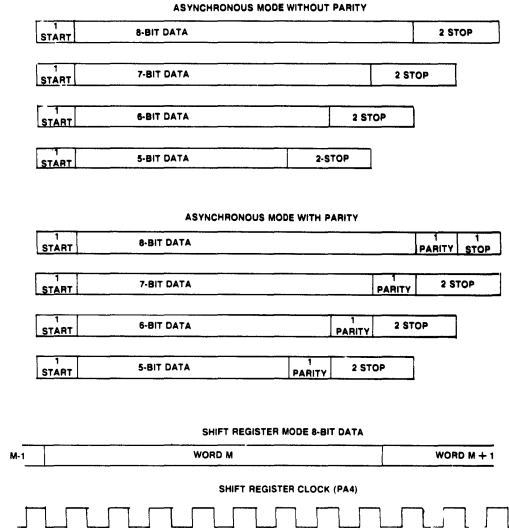 ASYNCHRONOUS MODE WITHOUT PARITY
1
START 8-BIT DATA 2 STOP
1
START 7-BIT DATA 2 STOP
1
START 6-BIT DATA 2 STOP
1
START 5-BIT DATA 2-STOP
ASYNCHRONOUS MODE WITH PARITY
1 1 1
START 8-BIT DATA PARITY STOP
1 1
START 7-BIT DATA PARITY 2 STOP
1 1
START 6-BIT DATA PARITY 2 STOP
1 1
START 5-BIT DATA PARITY 2 STOP
SHIFT REGISTER MODE 8-BIT DATA
M-1 WORD M WORD M + 1
SHIFT REGISTER CLOCK (PA4)